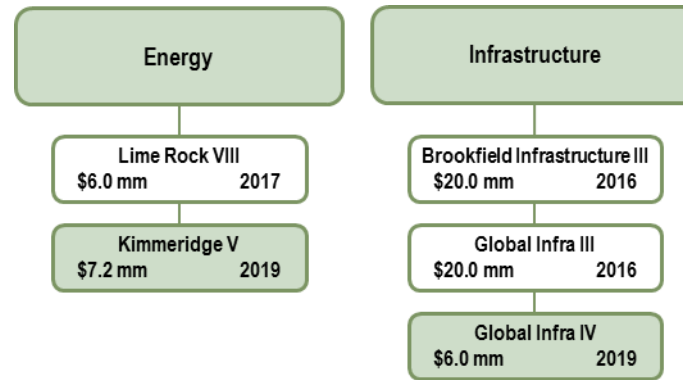 Energy
Lime Rock VIII
$6.0 mm 2017
Kimmeridge V
$7.2 mm 2019
Infrastructure
Brookfield Infrastructure III
$20.0 mm 2016
Global Infra III
$20.0 mm 2016
Global Infra IV
$6.0 mm 2019